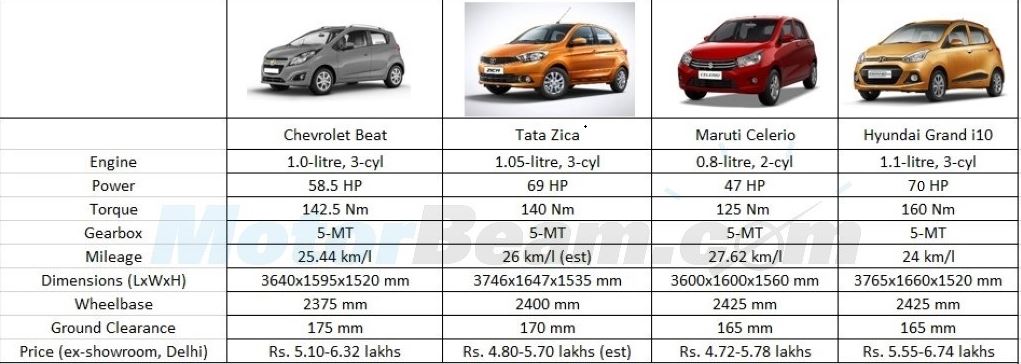 Chevrolet Beat Tata Zica Maruti Celerio Hyundai Grand i10
Engine 1.0-litre, 3-cyl 1.05-litre, 3-cyl 0.8-litre, 2-cyl 1.1-litre, 3-cyl
Power 58.5 HP 69 HP 47 HP 70 HP
Torque 142.5 Nm 140 Nm 125 Nm 160 Nm
Gearbox 5-MT 5-MT 5-MT 5-MT
Mileage 25.44 km/l 26 km/l (est) 27.62 km/l 24 km/l
Dimensions (LxWxH) 3640x1595x1520 mm 3746x1647x1535 mm 3600x1600x1560 mm 3765x1660x1520 mm
Wheelbase 2375 mm 2400 mm 2425 mm 2425 mm
Ground Clearance 175 mm 170 mm 165 mm 165 mm
Price (ex-showroom, Delhi) Rs. 5.10-6.32 lakhs Rs. 4.80-5.70 lakhs (est) Rs. 4.72-5.78 lakhs Rs. 5.55-6.74 lakhs
MotorBeam.com
ZICA
CELERIO